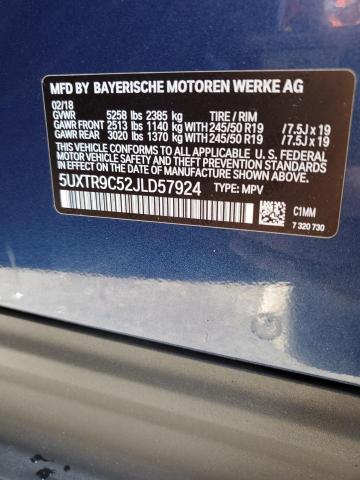 MFD BY BAYERISCHE MOTOREN WERKE AG
02/18
GVWR 5258 lbs 2385 kg TIRE / RIM
GAWR FRONT 2513 lbs 1140 kg WITH 245/50 R19 /7.5J x 19
GAWR REAR 3020 lbs 1370 kg WITH 245/50 R19 /7.5J x 19
THIS VEHICLE CONFORMS TO ALL APPLICABLE U. S. FEDERAL
MOTOR VEHICLE SAFETY, BUMPER, AND THEFT PREVENTION
STANDARDS IN EFFECT ON THE DATE OF MANUFACTURE SHOWN ABOVE.
5UXTR9C52JLD57924 TYPE: MPV
C1MM
7 320 730